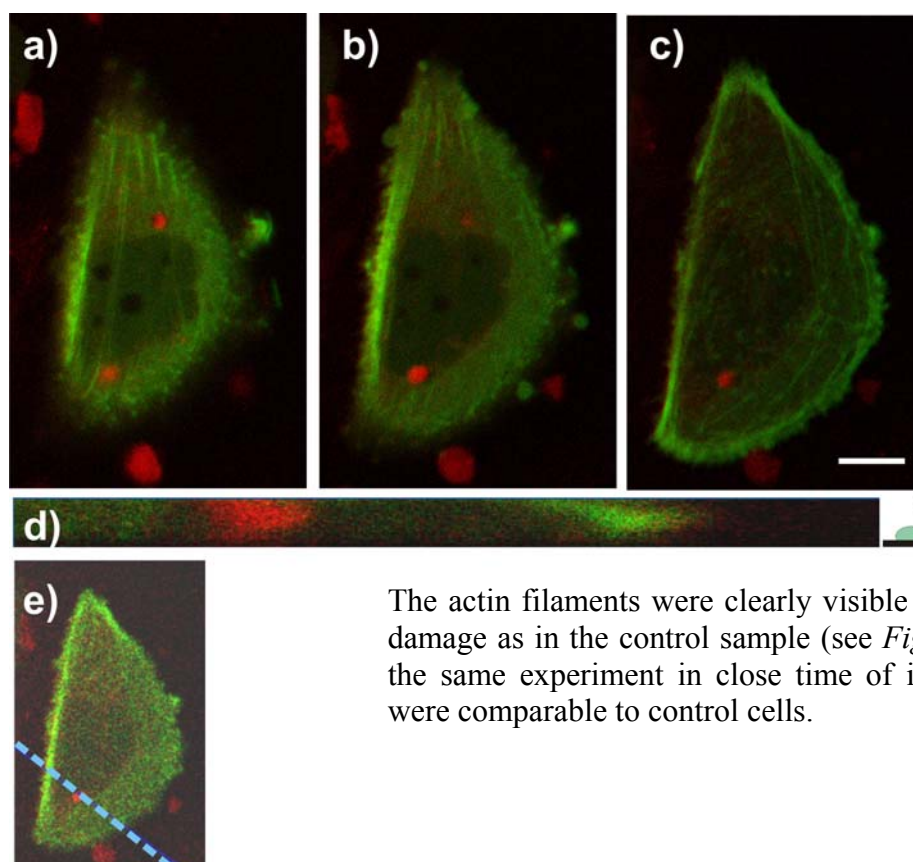 a)
b)
c)
d)
e)
The actin filaments were clearly visible
damage as in the control sample (see Fig
the same experiment in close time of i
were comparable to control cells.